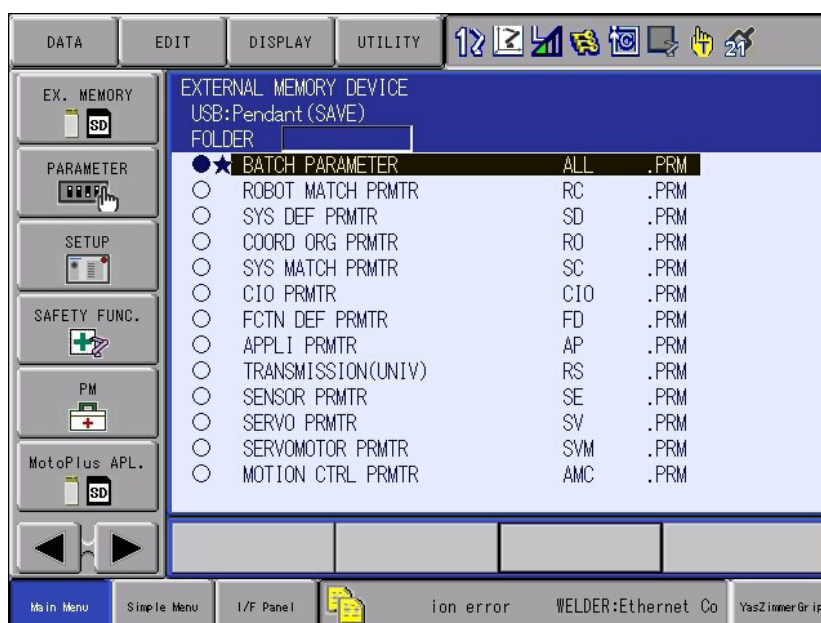 DATA EDIT DISPLAY UTILITY
21
EX. MEMORY
SD
PARAMETER
SETUP
SAFETY FUNC.
PM
MotoPlus APL.
SD
EXTERNAL MEMORY DEVICE
USB:Pendant(SAVE)
FOLDER
BATCH PARAMETER ALL .PRM
ROBOT MATCH PRMTR RC .PRM
SYS DEF PRMTR SD .PRM
COORD ORG PRMTR RO .PRM
SYS MATCH PRMTR SC .PRM
CIO PRMTR CIO .PRM
FCTN DEF PRMTR FD .PRM
APPLI PRMTR AP .PRM
TRANSMISSION(UNIV) RS .PRM
SENSOR PRMTR SE .PRM
SERVO PRMTR SV .PRM
SERVOMOTOR PRMTR SVM .PRM
MOTION CTRL PRMTR AMC .PRM
Main Menu Simple Menu I/F Panel ion error WELDER:Ethernet Co YasZimmerGrip